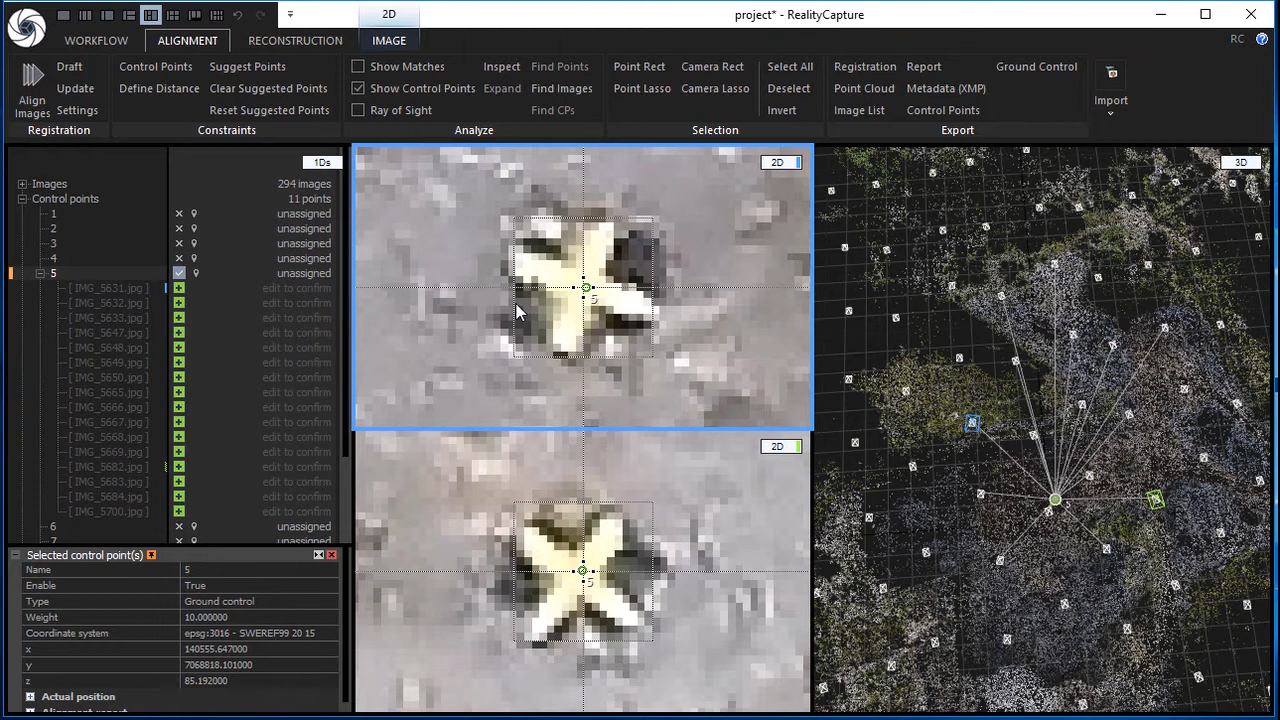 2D
project* - RealityCapture
WORKFLOW
ALIGNMENT
RECONSTRUCTION
IMAGE
RC
Align Images
Draft
Update
Settings
Registration
Control Points
Define Distance
Suggest Points
Clear Suggested Points
Reset Suggested Points
Constraints
Show Matches
Show Control Points
Ray of Sight
Inspect
Expand
Find Points
Find Images
Find CPs
Analyze
Point Rect
Point Lasso
Camera Rect
Camera Lasso
Select All
Deselect
Invert
Selection
Registration
Point Cloud
Image List
Report
Metadata (XMP)
Control Points
Ground Control
Export
Import
1Ds
Images 294 images
Control points 11 points
1 unassigned
2 unassigned
3 unassigned
4 unassigned
5 unassigned
[ IMG_5631.jpg ] edit to confirm
[ IMG_5632.jpg ] edit to confirm
[ IMG_5633.jpg ] edit to confirm
[ IMG_5647.jpg ] edit to confirm
[ IMG_5648.jpg ] edit to confirm
[ IMG_5649.jpg ] edit to confirm
[ IMG_5650.jpg ] edit to confirm
[ IMG_5665.jpg ] edit to confirm
[ IMG_5666.jpg ] edit to confirm
[ IMG_5667.jpg ] edit to confirm
[ IMG_5668.jpg ] edit to confirm
[ IMG_5669.jpg ] edit to confirm
[ IMG_5682.jpg ] edit to confirm
[ IMG_5683.jpg ] edit to confirm
[ IMG_5684.jpg ] edit to confirm
[ IMG_5700.jpg ] edit to confirm
6 unassigned
7 unassigned
Selected control point(s)
Name 5
Enable True
Type Ground control
Weight 10.000000
Coordinate system epsg:3016 - SWEREF99 20 15
x 140555.647000
y 7068818.101000
z 85.192000
Actual position
Alignment report
2D
5
2D
5
3D
5